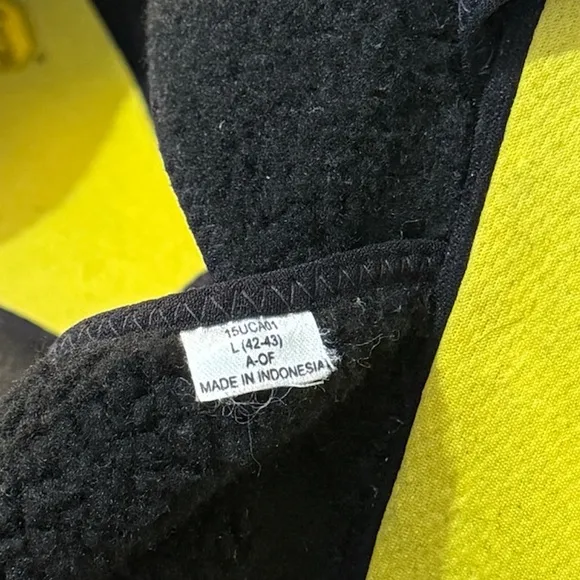 15UCA01
L (42-43)
A-OF
MADE IN INDONESIA